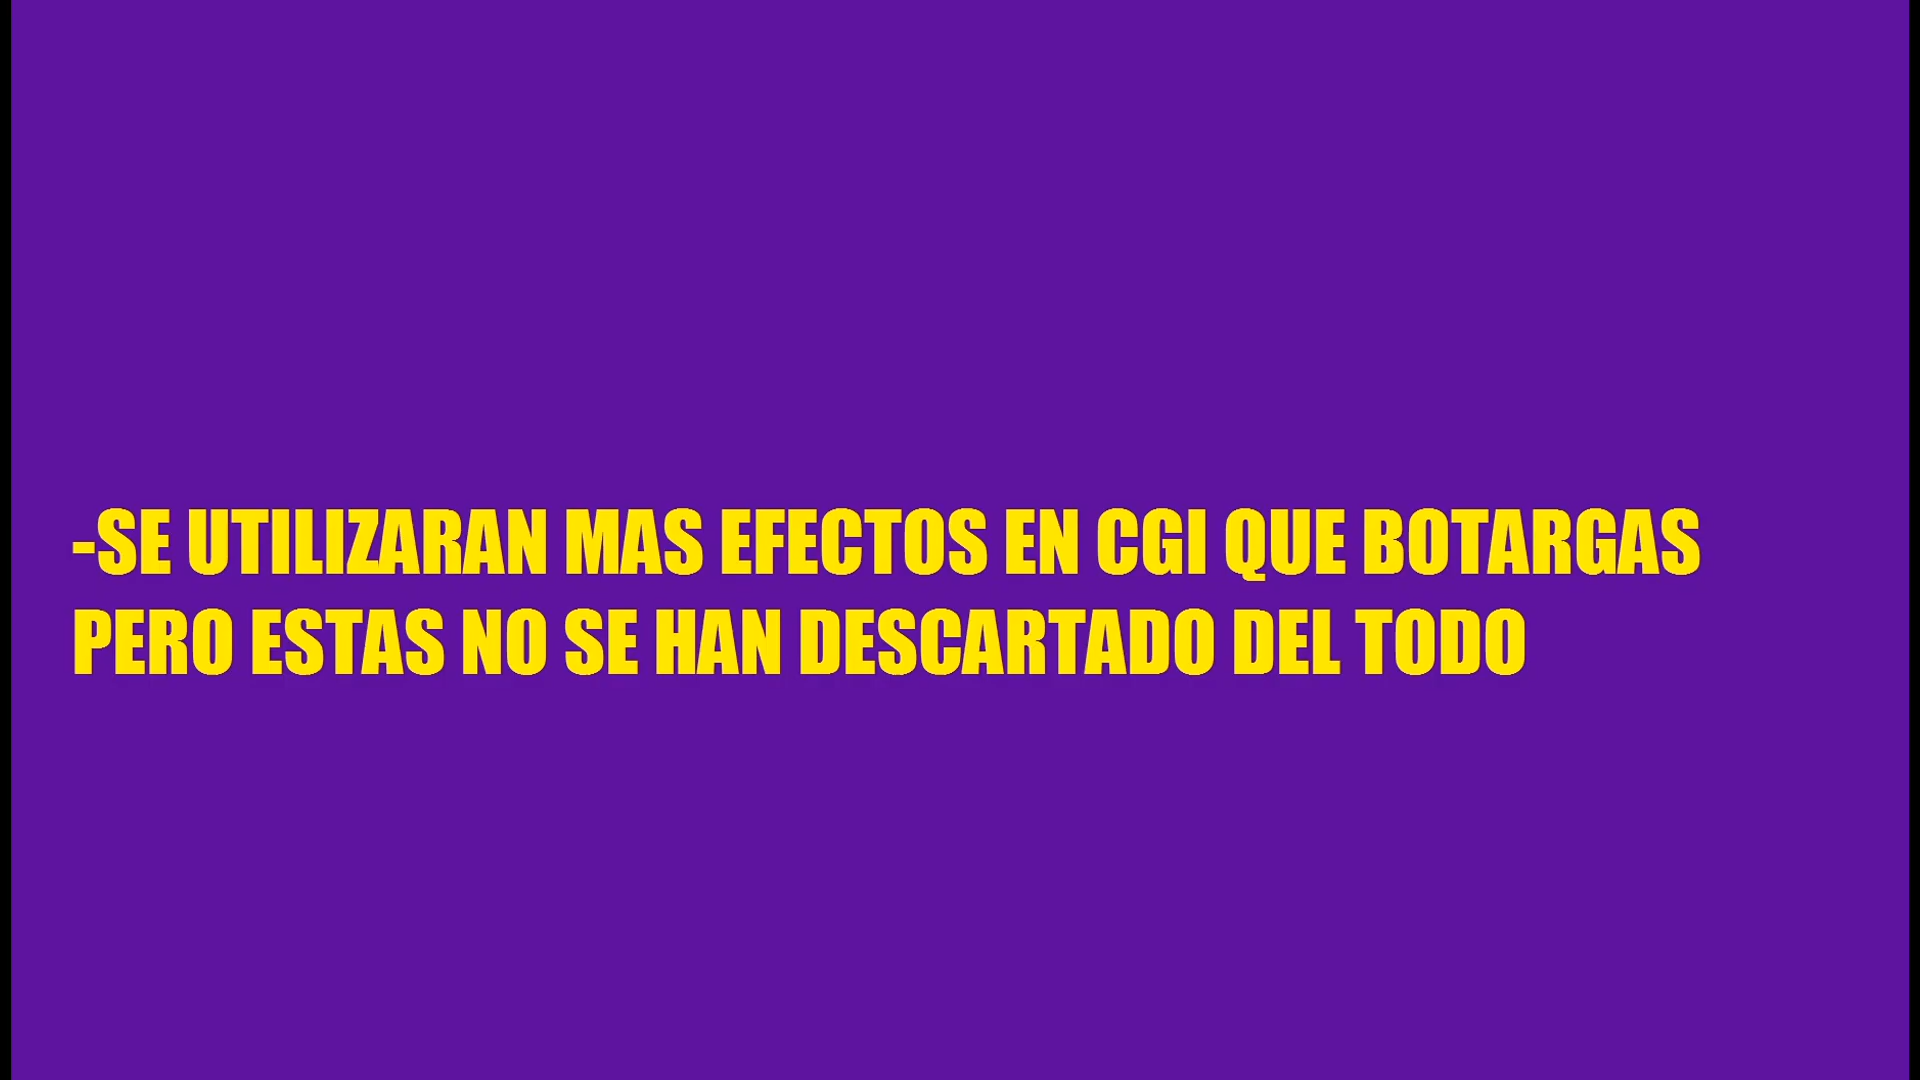 -SE UTILIZARAN MAS EFECTOS EN CGI QUE BOTARGAS
PERO ESTAS NO SE HAN DESCARTADO DEL TODO